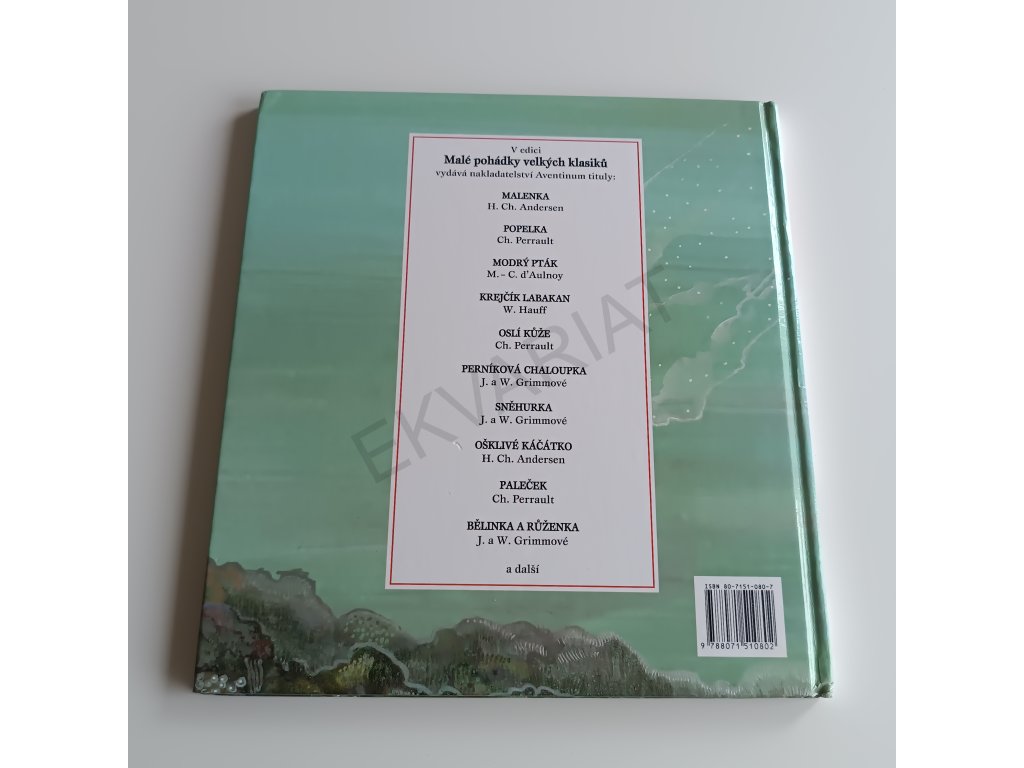 V edici
Malé pohádky velkých klasiků
vydává nakladatelství Aventinum tituly:
MALENKA
H. Ch. Andersen
POPELKA
Ch. Perrault
MODRÝ PTÁK
M. – C. d'Aulnoy
KREJČÍK LABAKAN
W. Hauff
OSLÍ KŮŽE
Ch. Perrault
PERNÍKOVÁ CHALOUPKA
J. a W. Grimmové
SNĚHURKA
J. a W. Grimmové
OŠKLIVÉ KÁČÁTKO
H. Ch. Andersen
PALEČEK
Ch. Perrault
BĚLINKA A RŮŽENKA
J. a W. Grimmové
a další
EKVARIAT
ISBN 80-7151-080-7
9 788071 510802